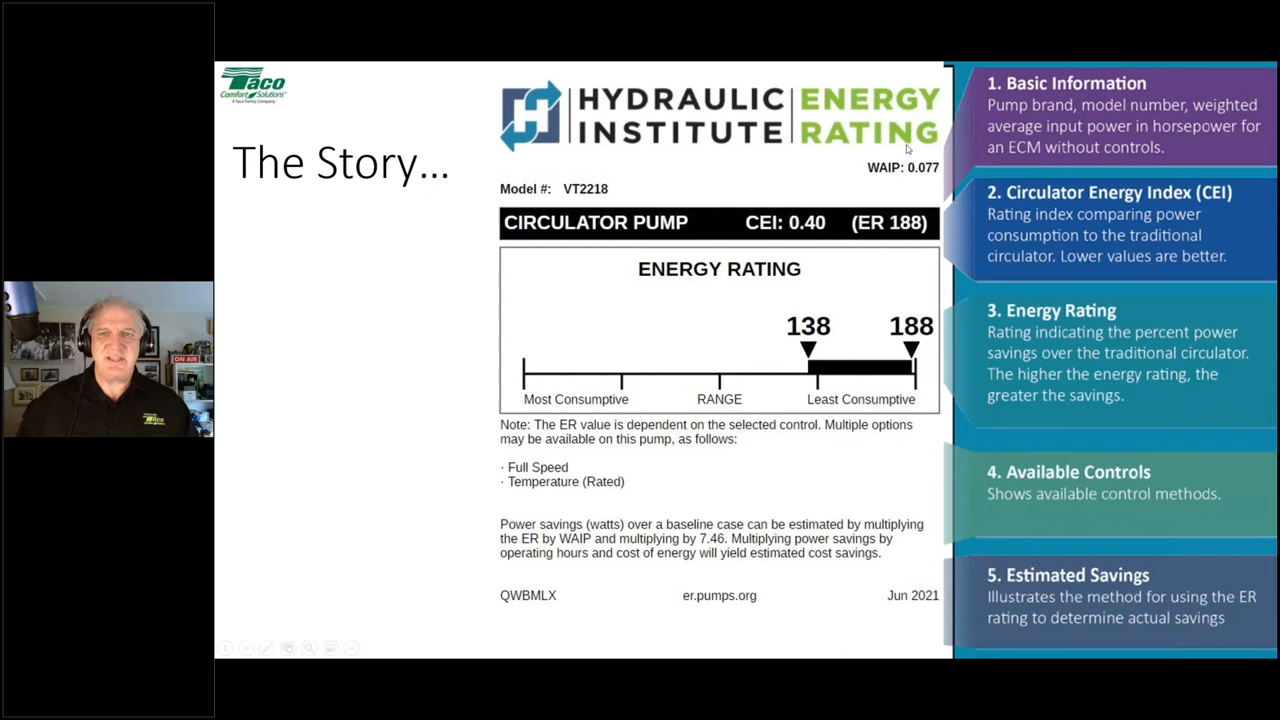 Taco
Comfort Solutions
A Taco Family Company
The Story...
HYDRAULIC
INSTITUTE
ENERGY
RATING
WAIP: 0.077
Model #: VT2218
CIRCULATOR PUMP CEI: 0.40 (ER 188)
ENERGY RATING
138 188
Most Consumptive RANGE Least Consumptive
Note: The ER value is dependent on the selected control. Multiple options
may be available on this pump, as follows:
· Full Speed
· Temperature (Rated)
Power savings (watts) over a baseline case can be estimated by multiplying
the ER by WAIP and multiplying by 7.46. Multiplying power savings by
operating hours and cost of energy will yield estimated cost savings.
QWBMLX er.pumps.org Jun 2021
1. Basic Information
Pump brand, model number, weighted
average input power in horsepower for
an ECM without controls.
2. Circulator Energy Index (CEI)
Rating index comparing power
consumption to the traditional
circulator. Lower values are better.
3. Energy Rating
Rating indicating the percent power
savings over the traditional circulator.
The higher the energy rating, the
greater the savings.
4. Available Controls
Shows available control methods.
5. Estimated Savings
Illustrates the method for using the ER
rating to determine actual savings
ON AIR
Taco